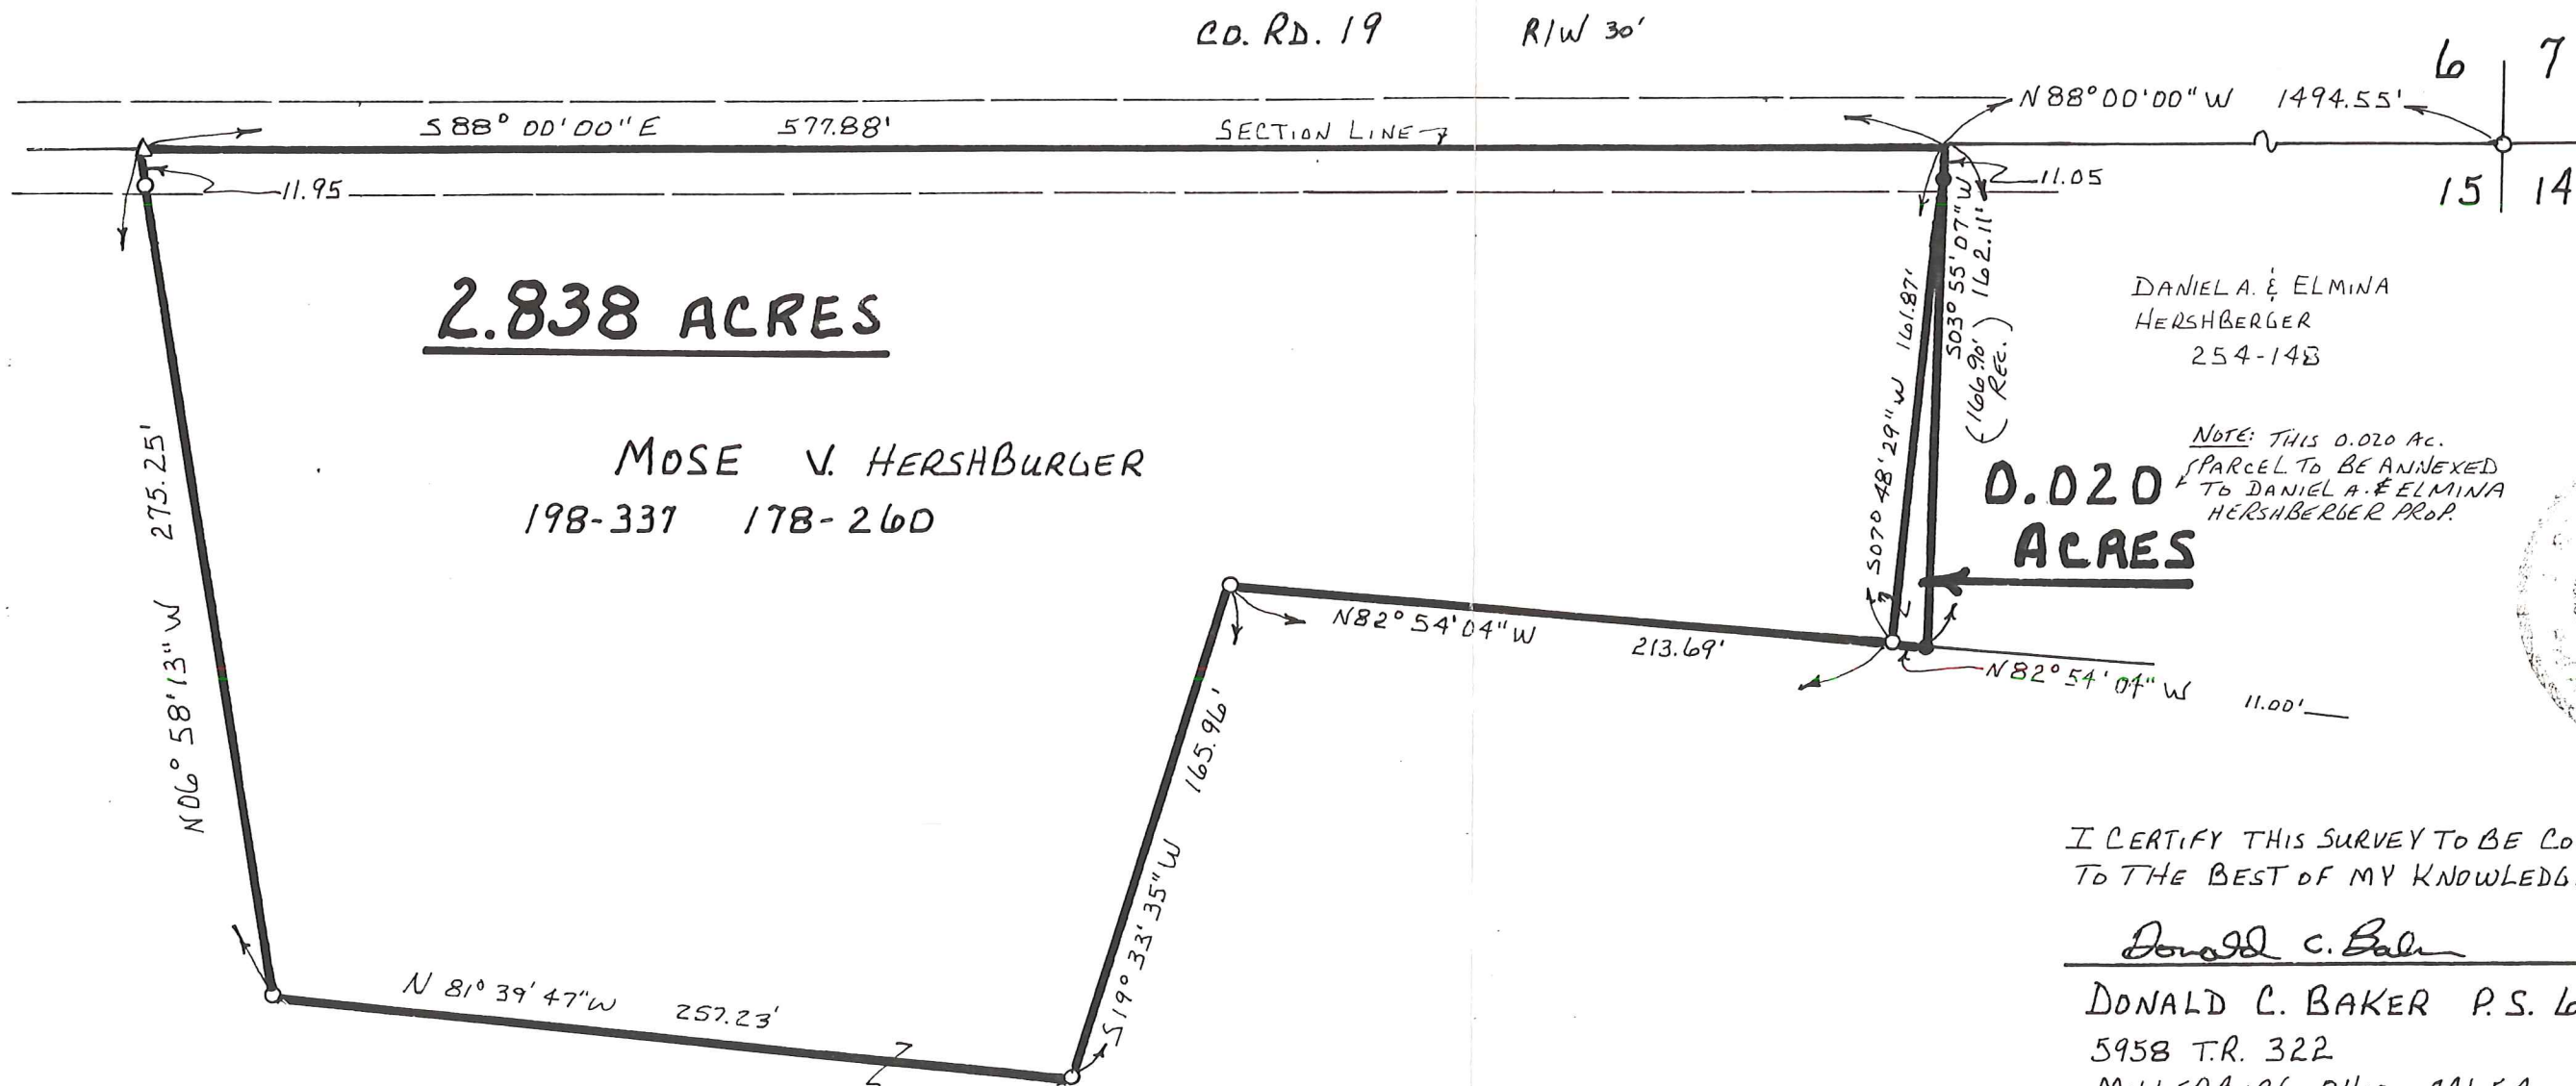 CO. RD. 19 R/W 30'
6 7
N88°00'00"W 1494.55'
S88°00'00"E 577.88' SECTION LINE
11.95
11.05
15 14
2.838 ACRES
S03°55'07"W 162.11'
(166.90' REC.)
S07°48'29"W 161.87'
DANIEL A. & ELMINA
HERSHBERGER
254-148
MOSE V. HERSHBURGER
198-337 178-260
NOTE: THIS 0.020 AC.
PARCEL TO BE ANNEXED
TO DANIEL A. & ELMINA
HERSHBERGER PROP.
0.020
ACRES
N06°58'13"W 275.25'
N82°54'04"W 213.69'
N82°54'04"W 11.00'
S19°33'35"W 165.96'
N81°39'47"W 257.23'
I CERTIFY THIS SURVEY TO BE CO
TO THE BEST OF MY KNOWLEDG
Donald C. Baker
DONALD C. BAKER P.S. 6
5958 T.R. 322